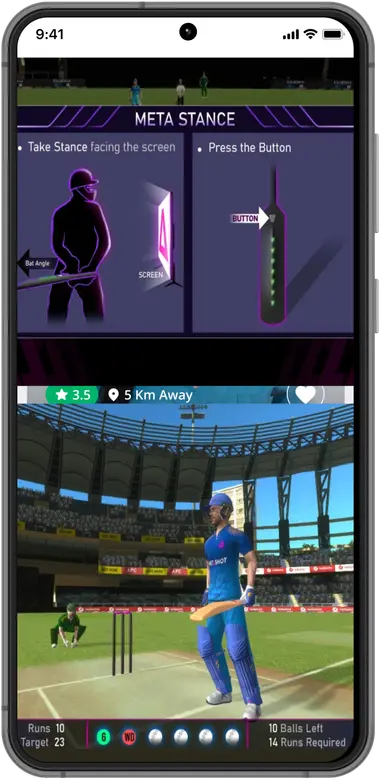 9:41
META STANCE
• Take Stance facing the screen
• Press the Button
BUTTON
Bat Angle
SCREEN
3.5
5 Km Away
Runs 10
Target 23
6
WD
10 Balls Left
14 Runs Required